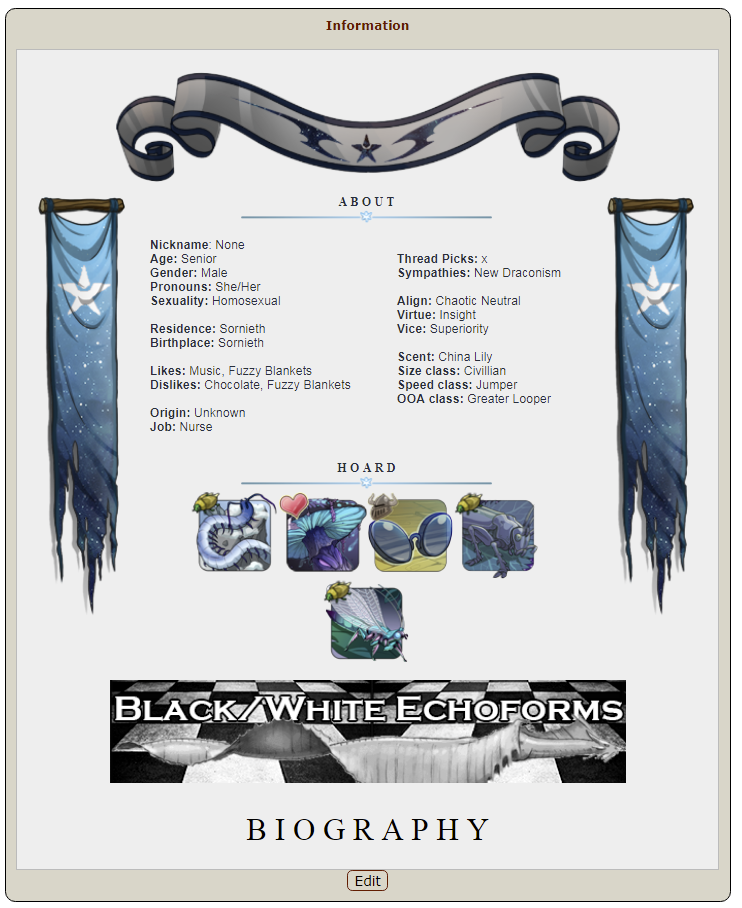 Information
ABOUT
Nickname: None
Age: Senior
Gender: Male
Pronouns: She/Her
Sexuality: Homosexual
Residence: Sornieth
Birthplace: Sornieth
Likes: Music, Fuzzy Blankets
Dislikes: Chocolate, Fuzzy Blankets
Origin: Unknown
Job: Nurse
Thread Picks: x
Sympathies: New Draconism
Align: Chaotic Neutral
Virtue: Insight
Vice: Superiority
Scent: China Lily
Size class: Civillian
Speed class: Jumper
OOA class: Greater Looper
HOARD
BLACK/WHITE ECHOFORMS
BIOGRAPHY
Edit